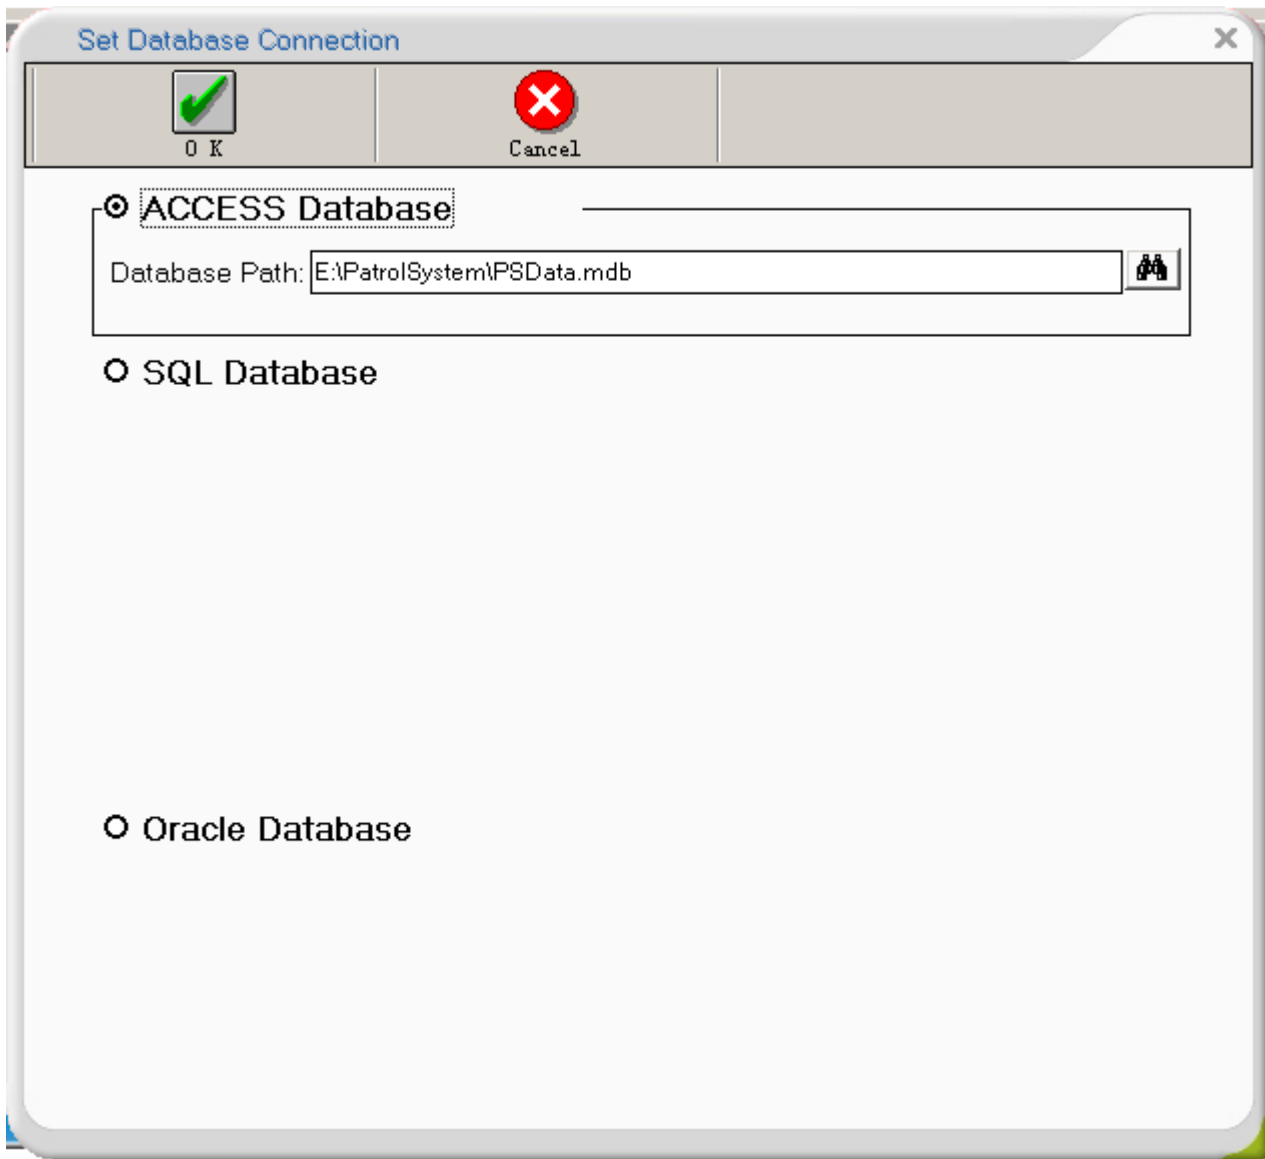 Set Database Connection
O K
Cancel
ACCESS Database
Database Path: E:\PatrolSystem\PSData.mdb
SQL Database
Oracle Database